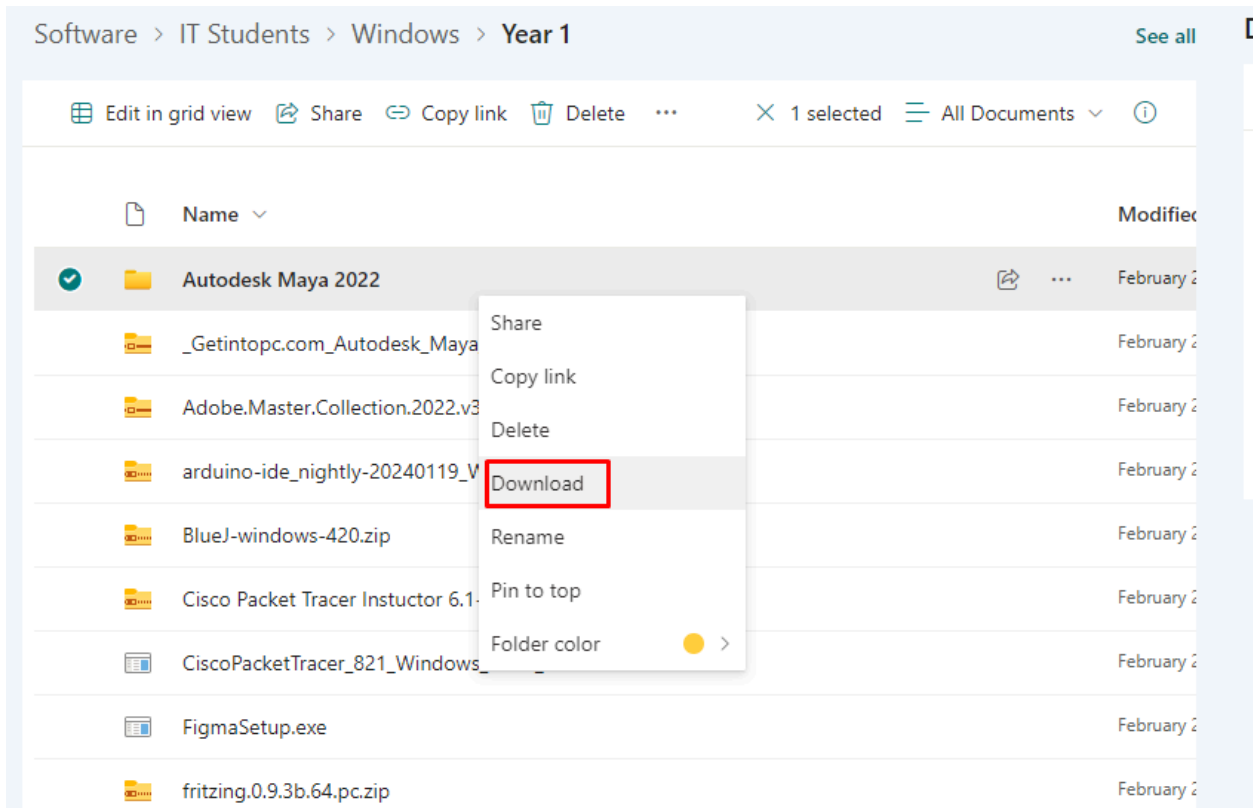 Software > IT Students > Windows > Year 1 See all
Edit in grid view Share Copy link Delete ... 1 selected All Documents
Name Modified
Autodesk Maya 2022 ... February 2
Share
_Getintopc.com_Autodesk_Maya February 2
Copy link
Adobe.Master.Collection.2022.v3 February 2
Delete
arduino-ide_nightly-20240119_W February 2
Download
BlueJ-windows-420.zip February 2
Rename
Cisco Packet Tracer Instuctor 6.1- February 2
Pin to top
Folder color
CiscoPacketTracer_821_Windows_ February 2
FigmaSetup.exe February 2
fritzing.0.9.3b.64.pc.zip February 2